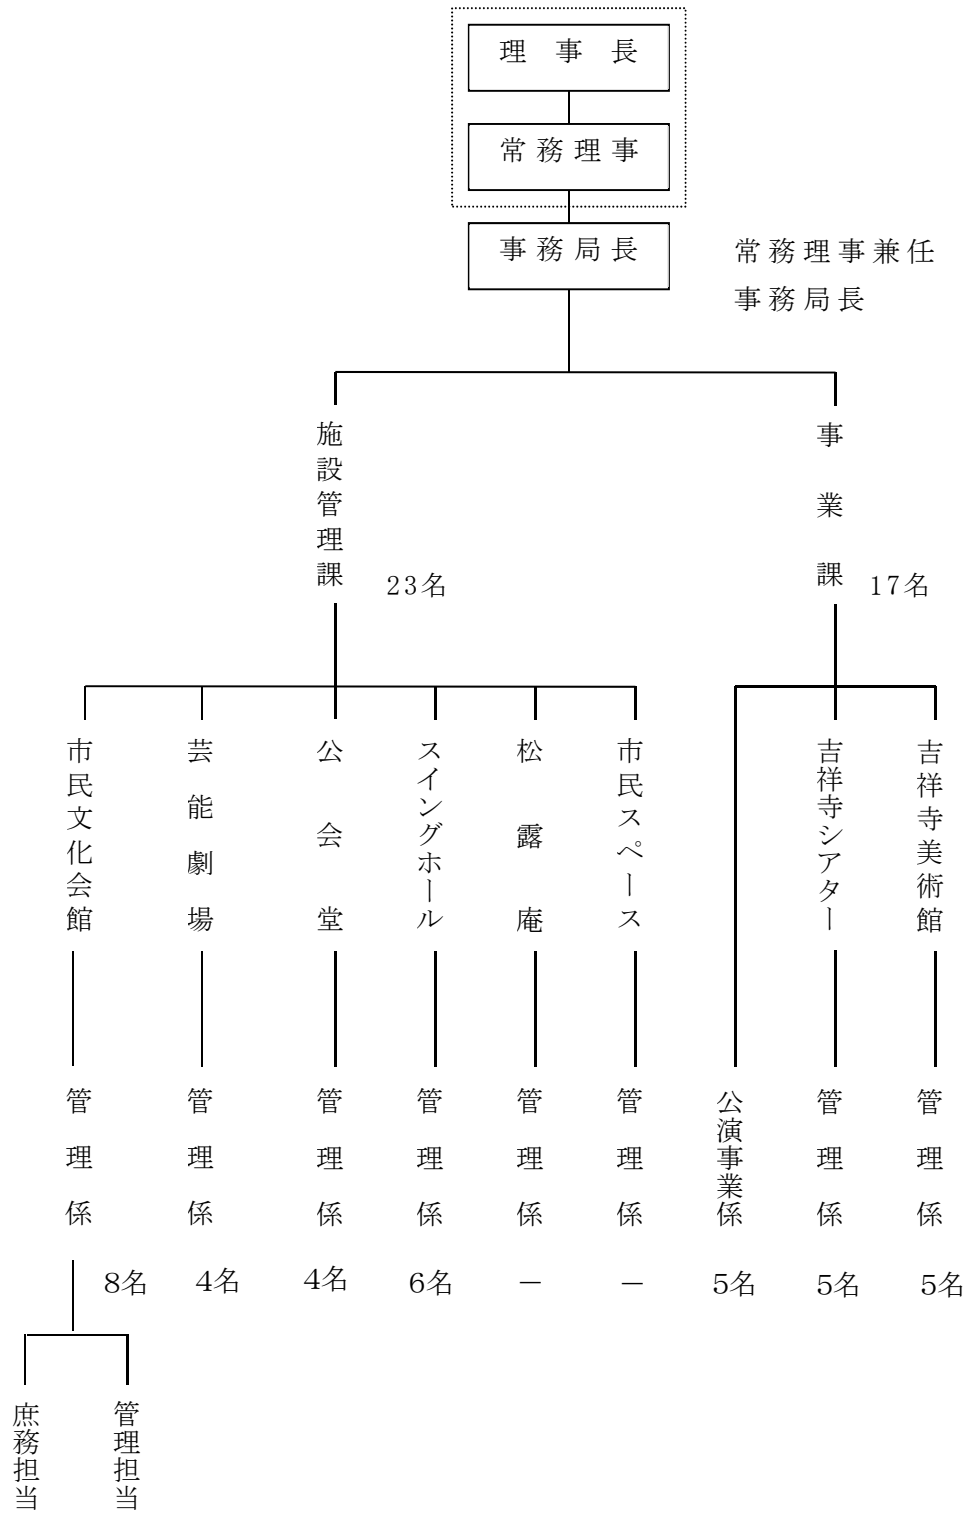 理事長
常務理事
事務局長
常務理事兼任
事務局長
施設管理課
23名
事業課
17名
市民文化会館
芸能劇場
公会堂
スイングホール
松露庵
市民スペース
吉祥寺シアター
吉祥寺美術館
管理係
管理係
管理係
管理係
管理係
管理係
公演事業係
管理係
管理係
8名
4名
4名
6名
－
－
5名
5名
5名
庶務担当
管理担当